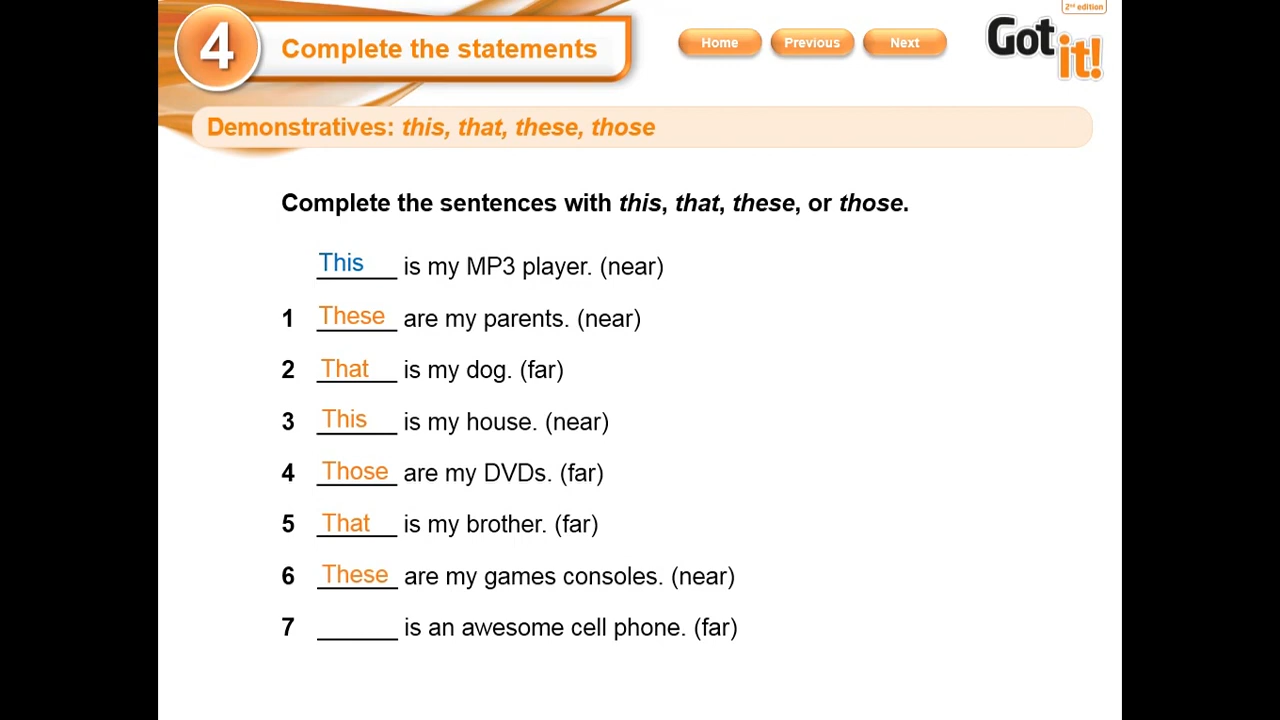 2nd edition
4 Complete the statements
Home Previous Next
Got it!
Demonstratives: this, that, these, those
Complete the sentences with this, that, these, or those.
This is my MP3 player. (near)
1 These are my parents. (near)
2 That is my dog. (far)
3 This is my house. (near)
4 Those are my DVDs. (far)
5 That is my brother. (far)
6 These are my games consoles. (near)
7 ______ is an awesome cell phone. (far)